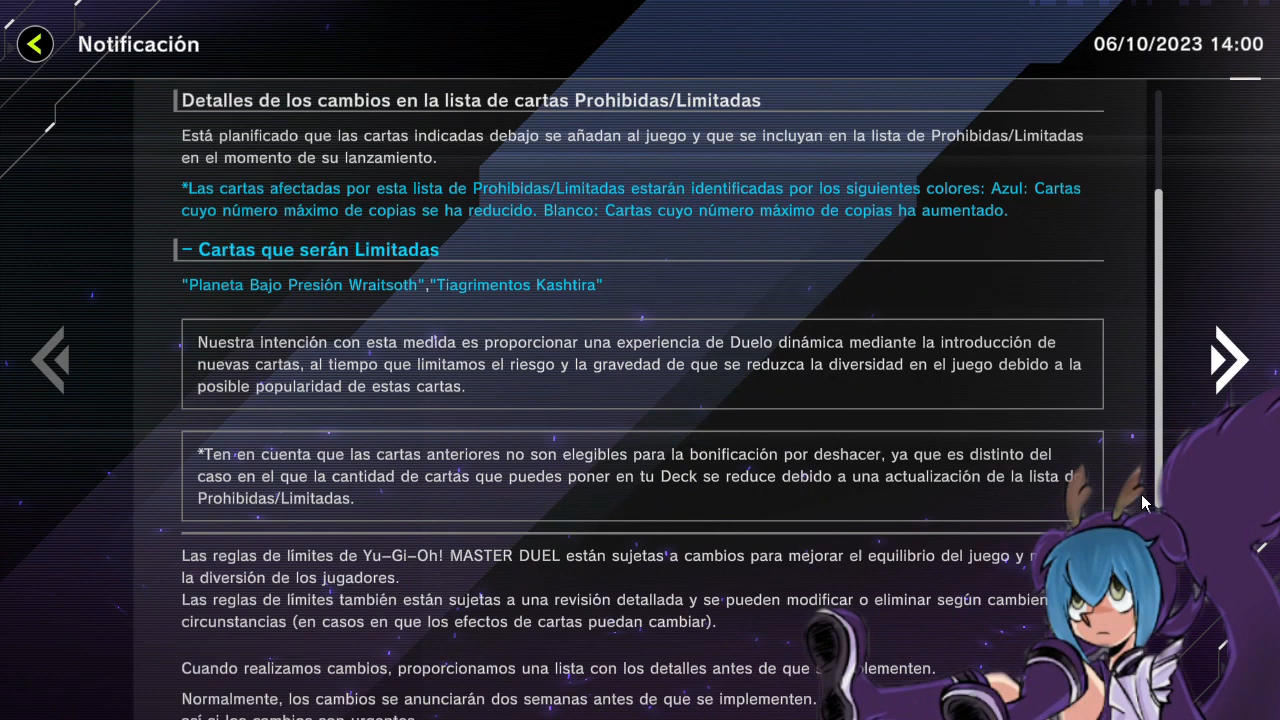 Notificación
06/10/2023 14:00
Detalles de los cambios en la lista de cartas Prohibidas/Limitadas
Está planificado que las cartas indicadas debajo se añadan al juego y que se incluyan en la lista de Prohibidas/Limitadas
en el momento de su lanzamiento.
*Las cartas afectadas por esta lista de Prohibidas/Limitadas estarán identificadas por los siguientes colores: Azul: Cartas
cuyo número máximo de copias se ha reducido. Blanco: Cartas cuyo número máximo de copias ha aumentado.
– Cartas que serán Limitadas
"Planeta Bajo Presión Wraitsoth","Tiagrimentos Kashtira"
Nuestra intención con esta medida es proporcionar una experiencia de Duelo dinámica mediante la introducción de
nuevas cartas, al tiempo que limitamos el riesgo y la gravedad de que se reduzca la diversidad en el juego debido a la
posible popularidad de estas cartas.
*Ten en cuenta que las cartas anteriores no son elegibles para la bonificación por deshacer, ya que es distinto del
caso en el que la cantidad de cartas que puedes poner en tu Deck se reduce debido a una actualización de la lista
Prohibidas/Limitadas.
Las reglas de límites de Yu–Gi–Oh! MASTER DUEL están sujetas a cambios para mejorar el equilibrio del juego y
la diversión de los jugadores.
Las reglas de límites también están sujetas a una revisión detallada y se pueden modificar o eliminar según cambien
circunstancias (en casos en que los efectos de cartas puedan cambiar).
Cuando realizamos cambios, proporcionamos una lista con los detalles antes de que
Normalmente, los cambios se anunciarán dos semanas antes de que se implementen.
así si los cambios son urgentes.